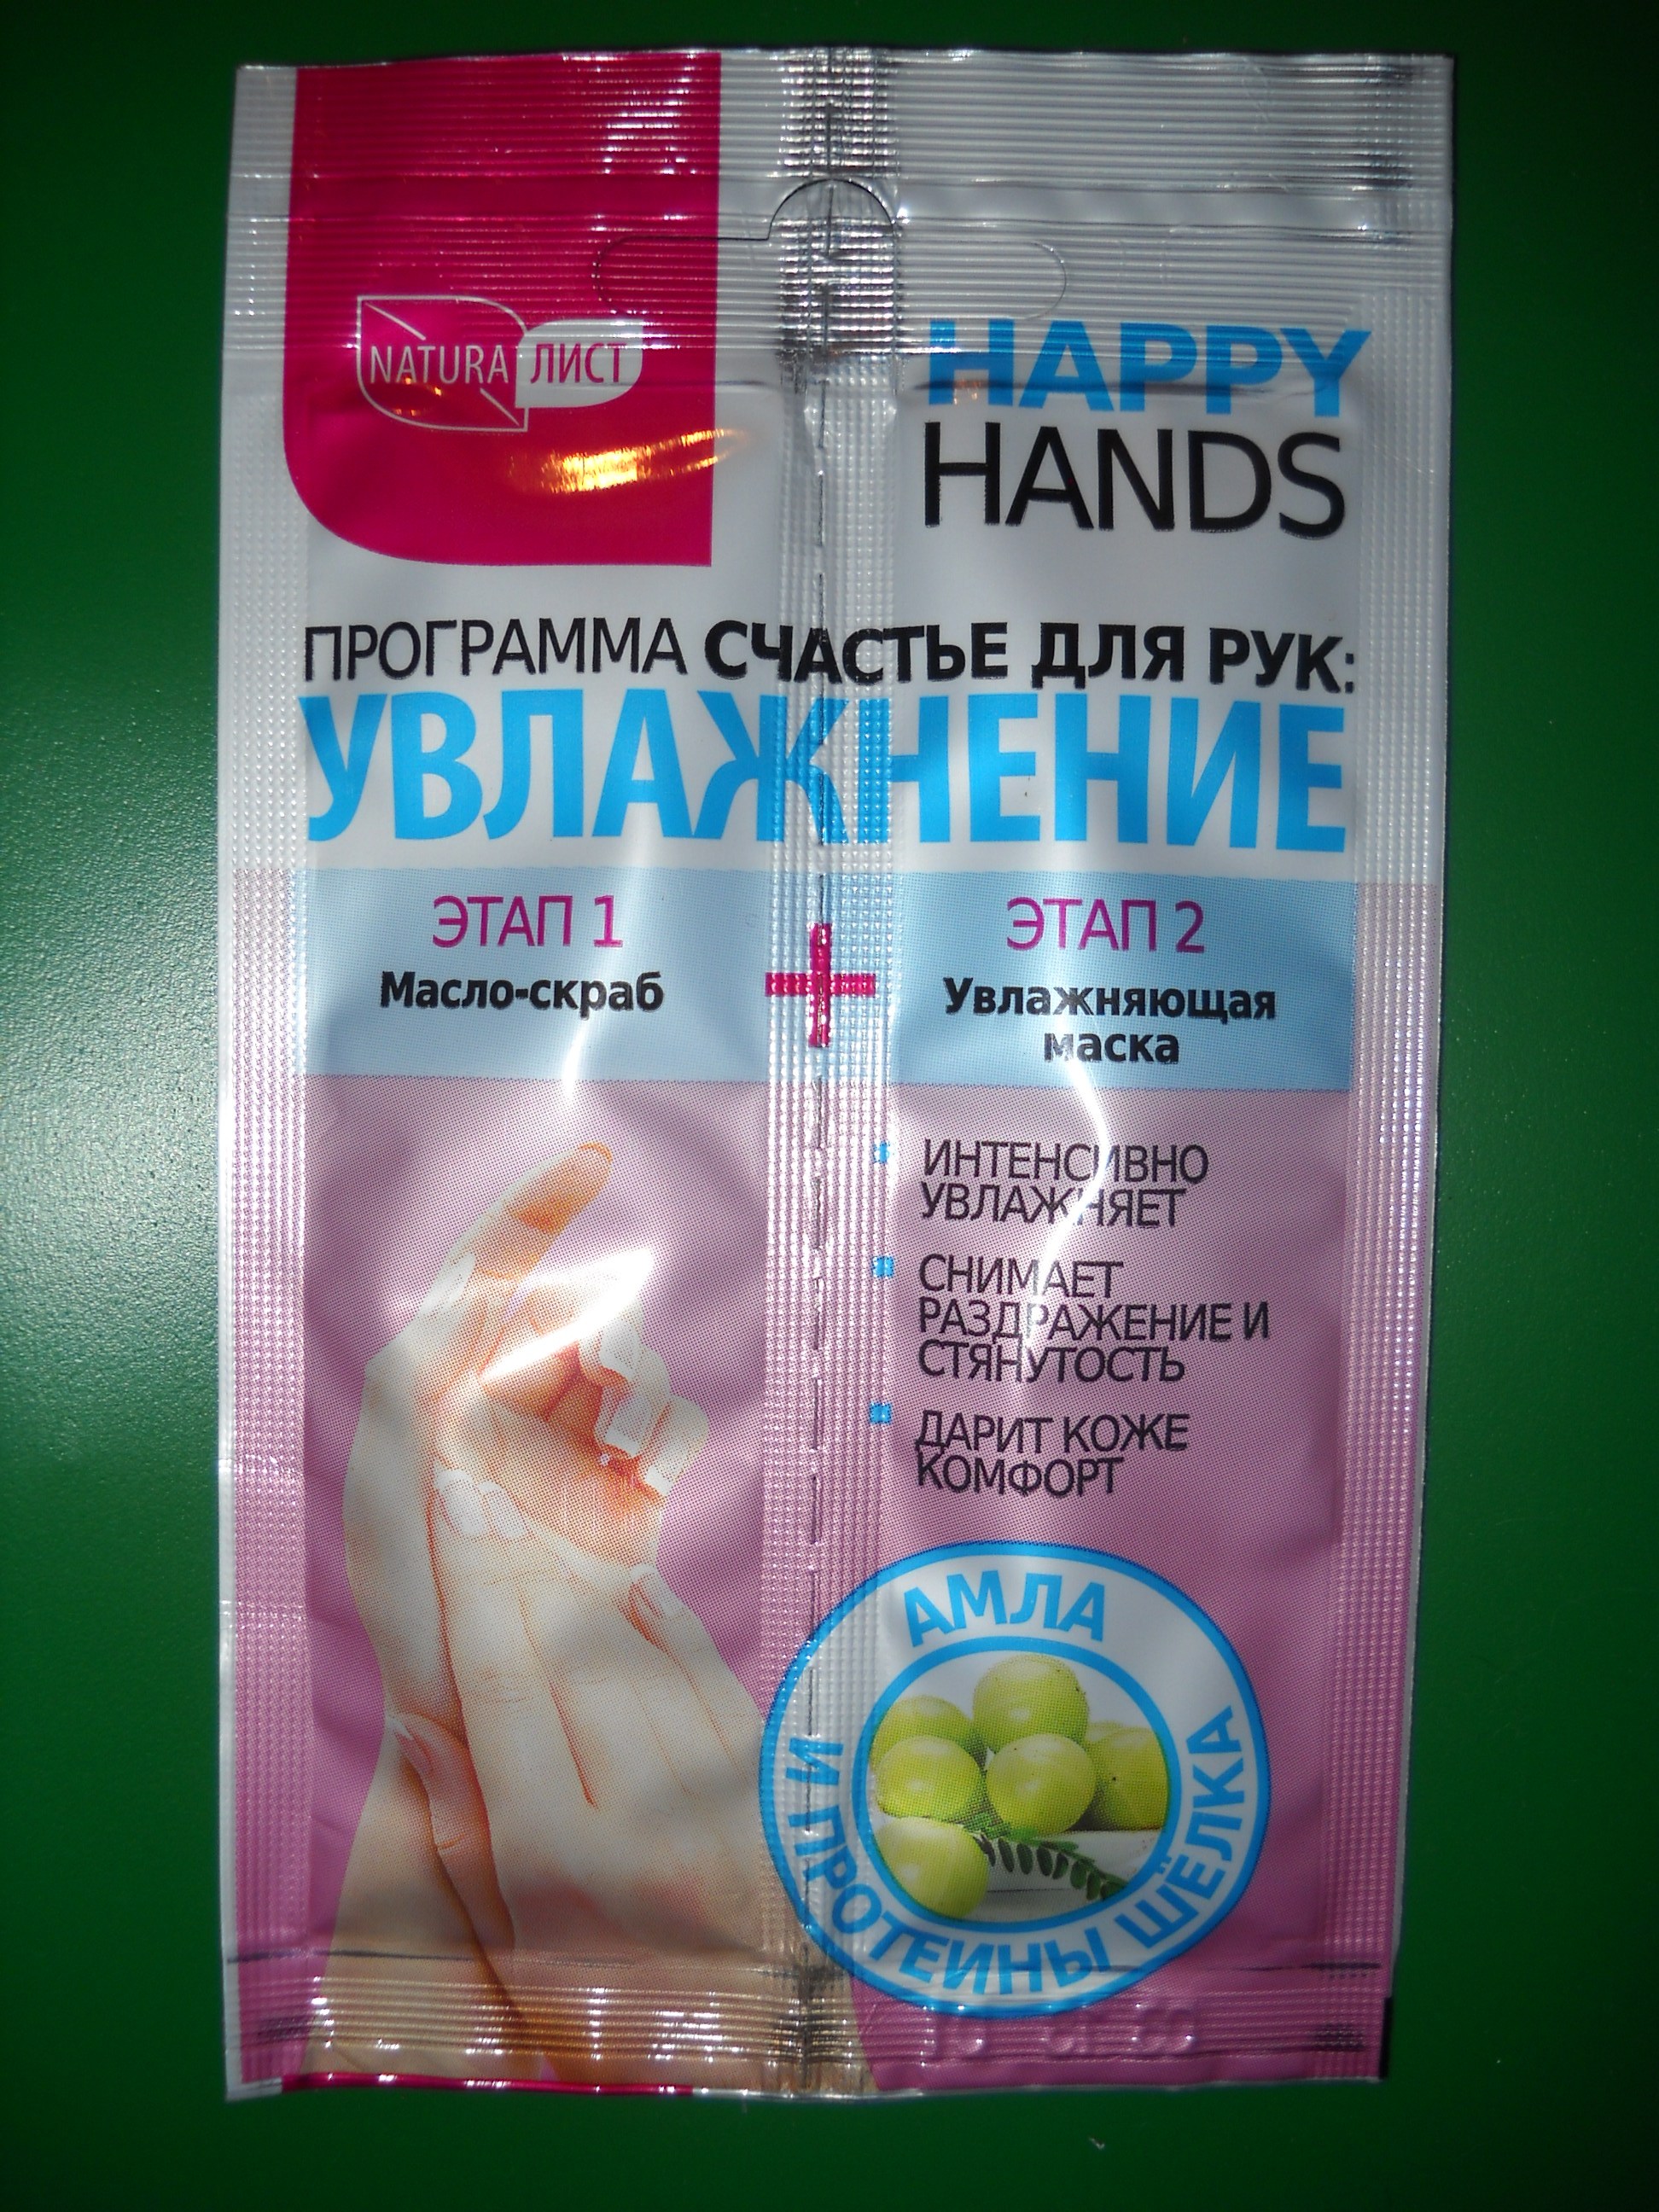 NATURA ЛИСТ
HAPPY
HANDS
ПРОГРАММА СЧАСТЬЕ ДЛЯ РУК:
УВЛАЖНЕНИЕ
ЭТАП 1
Масло-скраб
+
ЭТАП 2
Увлажняющая
маска
ИНТЕНСИВНО
УВЛАЖНЯЕТ
СНИМАЕТ
РАЗДРАЖЕНИЕ И
СТЯНУТОСТЬ
ДАРИТ КОЖЕ
КОМФОРТ
АМЛА
И ПРОТЕИНЫ ШЁЛКА